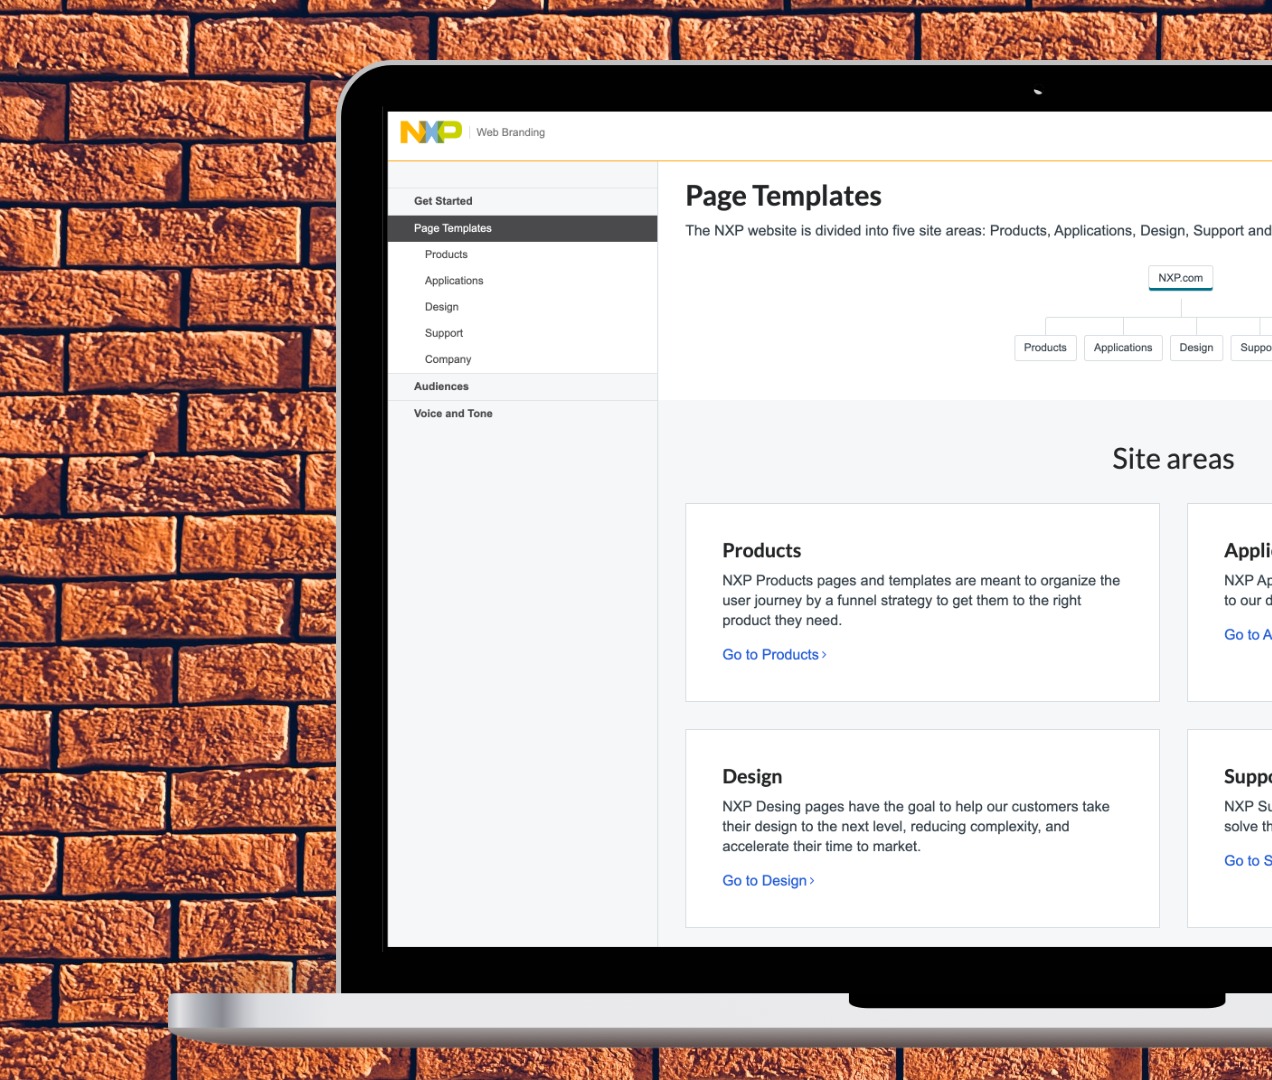 NXP Web Branding
Get Started
Page Templates
Products
Applications
Design
Support
Company
Audiences
Voice and Tone
Page Templates
The NXP website is divided into five site areas: Products, Applications, Design, Support and
NXP.com
Products
Applications
Design
Suppo
Site areas
Products
NXP Products pages and templates are meant to organize the
user journey by a funnel strategy to get them to the right
product they need.
Go to Products ›
Appli
NXP Ap
to our d
Go to A
Design
NXP Desing pages have the goal to help our customers take
their design to the next level, reducing complexity, and
accelerate their time to market.
Go to Design ›
Suppo
NXP Su
solve th
Go to S